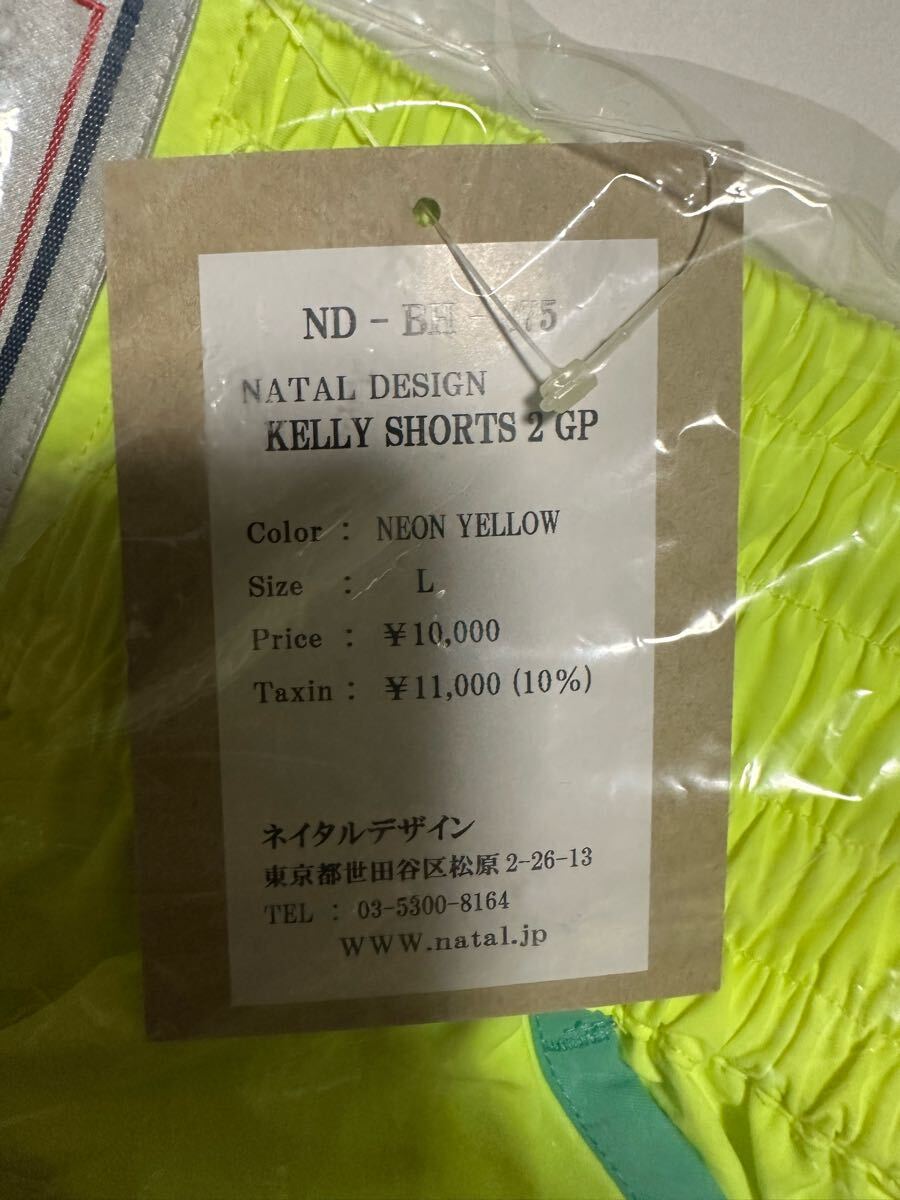 ND - BH -
NATAL DESIGN
KELLY SHORTS 2 GP
Color : NEON YELLOW
Size : L
Price : ¥10,000
Taxin : ¥11,000 (10%)
ネイタルデザイン
東京都世田谷区松原2-26-13
TEL : 03-5300-8164
WWW.natal.jp